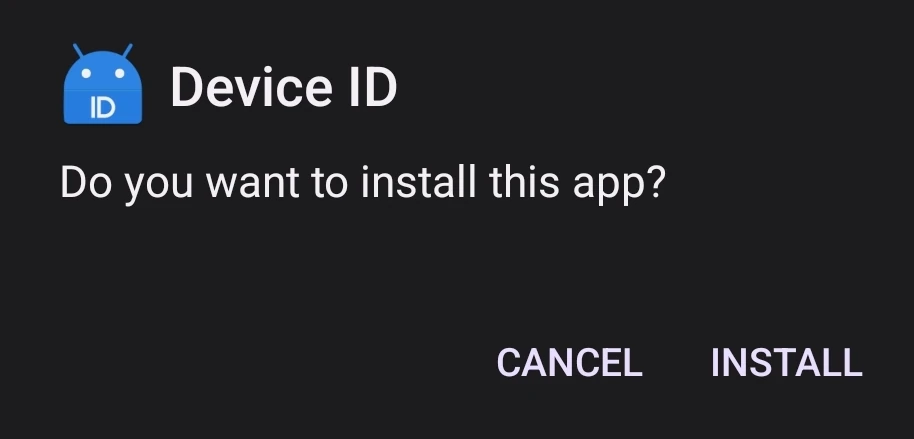 ID
Device ID
Do you want to install this app?
CANCEL
INSTALL